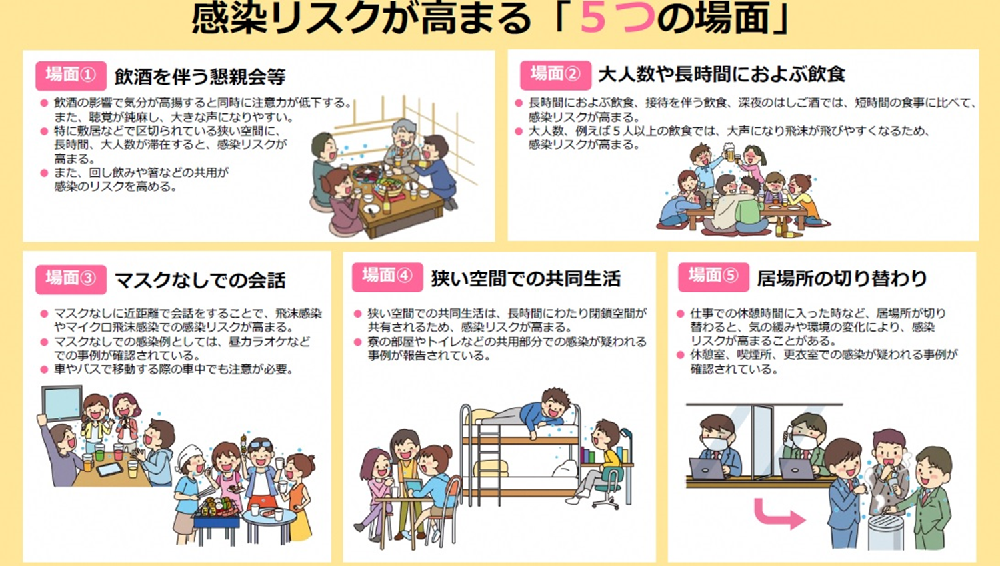 感染リスクが高まる「５つの場面」
場面① 飲酒を伴う懇親会等
● 飲酒の影響で気分が高揚すると同時に注意力が低下する。
また、聴覚が鈍麻し、大きな声になりやすい。
● 特に敷居などで区切られている狭い空間に、
長時間、大人数が滞在すると、感染リスクが
高まる。
● また、回し飲みや箸などの共用が
感染のリスクを高める。
場面② 大人数や長時間におよぶ飲食
● 長時間におよぶ飲食、接待を伴う飲食、深夜のはしご酒では、短時間の食事に比べて、
感染リスクが高まる。
● 大人数、例えば５人以上の飲食では、大声になり飛沫が飛びやすくなるため、
感染リスクが高まる。
場面③ マスクなしでの会話
● マスクなしに近距離で会話をすることで、飛沫感染
やマイクロ飛沫感染での感染リスクが高まる。
● マスクなしでの感染例としては、昼カラオケなど
での事例が確認されている。
● 車やバスで移動する際の車中でも注意が必要。
場面④ 狭い空間での共同生活
● 狭い空間での共同生活は、長時間にわたり閉鎖空間が
共有されるため、感染リスクが高まる。
● 寮の部屋やトイレなどの共用部分での感染が疑われる
事例が報告されている。
場面⑤ 居場所の切り替わり
● 仕事での休憩時間に入った時など、居場所が切り
替わると、気の緩みや環境の変化により、感染
リスクが高まることがある。
● 休憩室、喫煙所、更衣室での感染が疑われる事例が
確認されている。